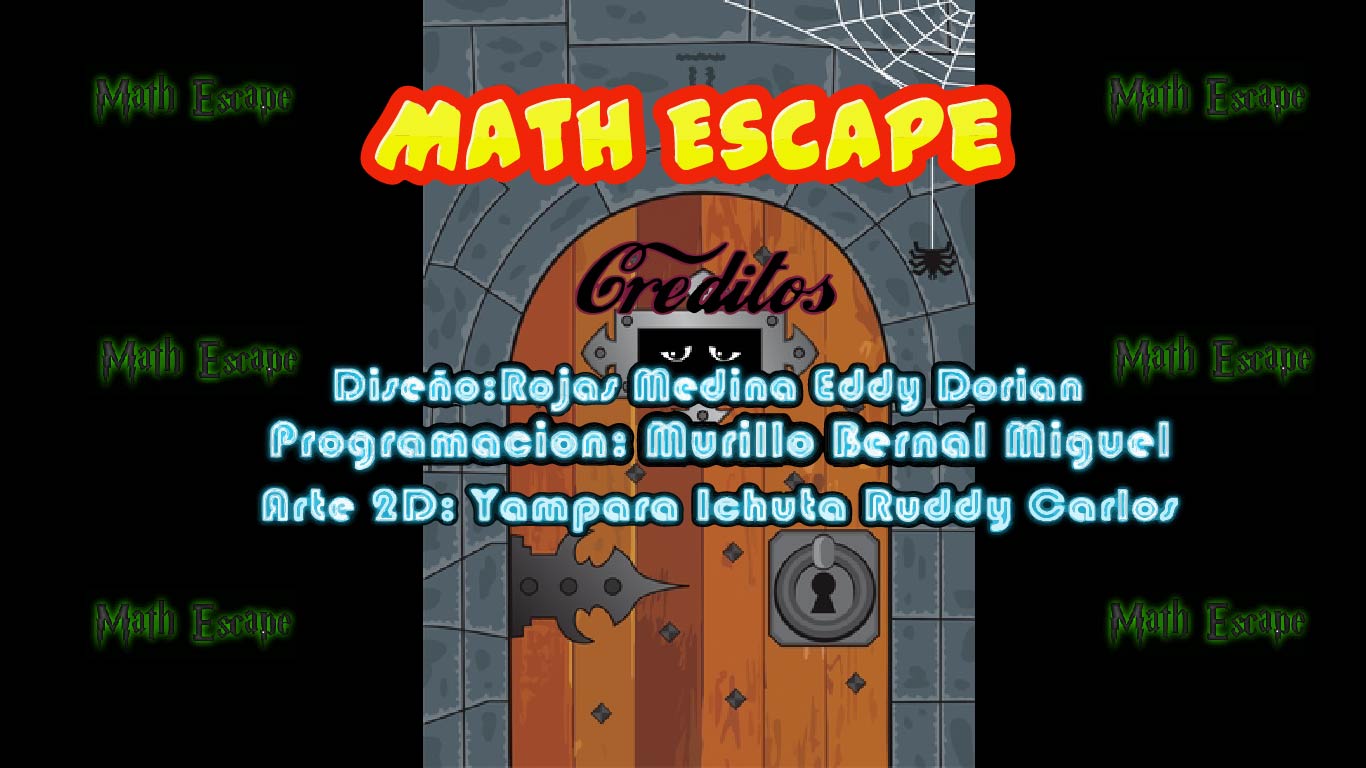 Math Escape
Math Escape
MATH ESCAPE
Creditos
Math Escape
Math Escape
Diseño:Rojas Medina Eddy Dorian
Programacion: Murillo Bernal Miguel
Arte 2D: Yampara Ichuta Ruddy Carlos
Math Escape
Math Escape